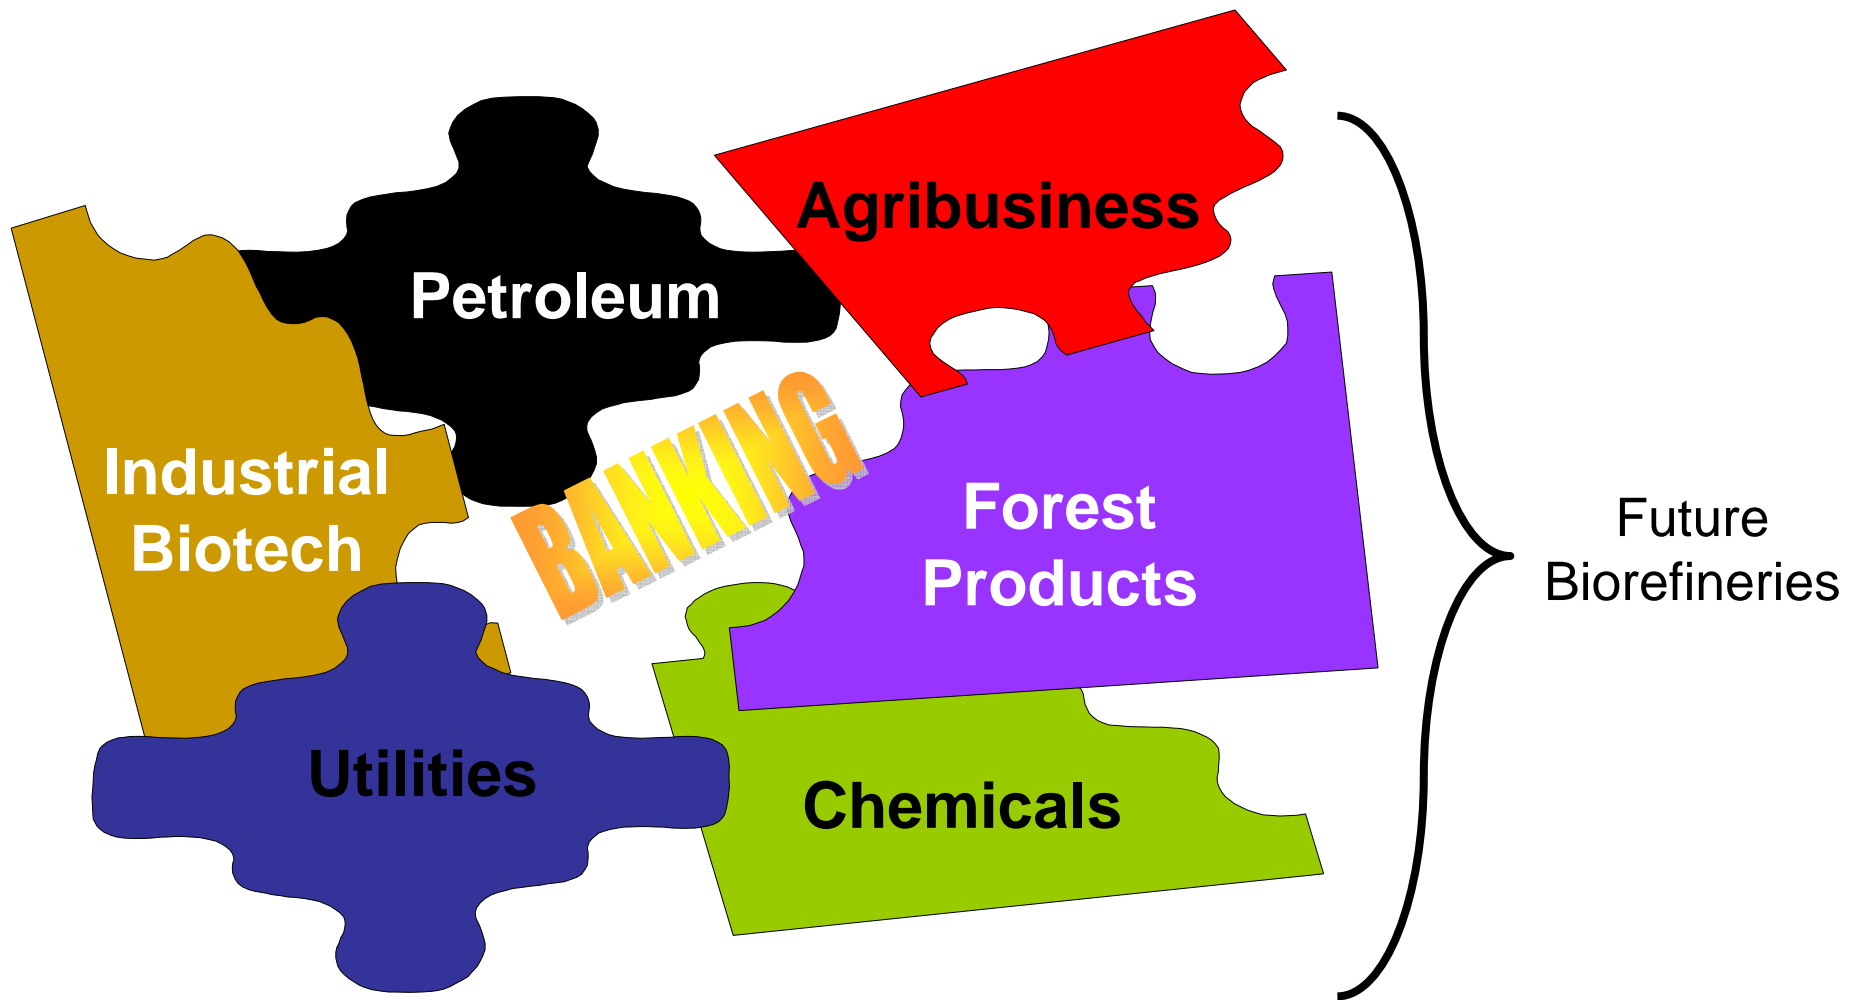 Agribusiness
Petroleum
BANKING
Industrial
Biotech
Forest
Products
Future
Biorefineries
Utilities
Chemicals